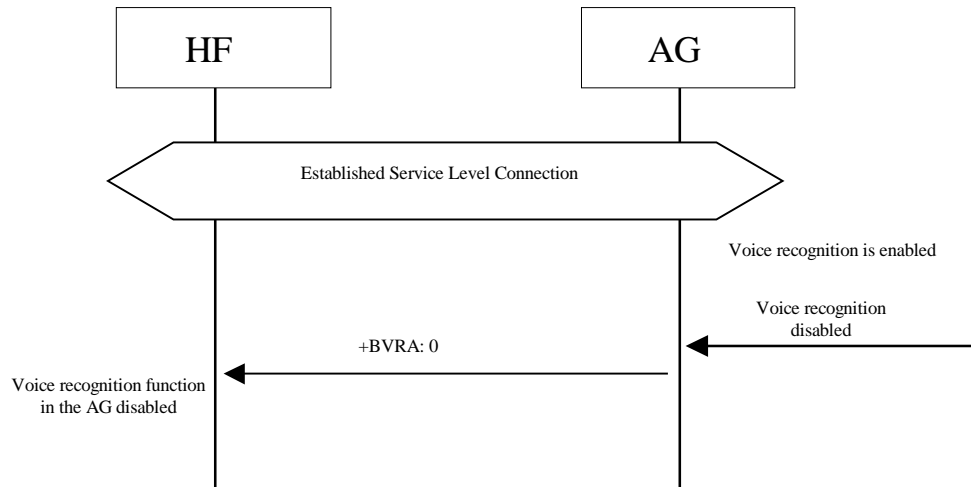 HF
AG
Established Service Level Connection
Voice recognition is enabled
Voice recognition
disabled
+BVRA: 0
Voice recognition function
in the AG disabled